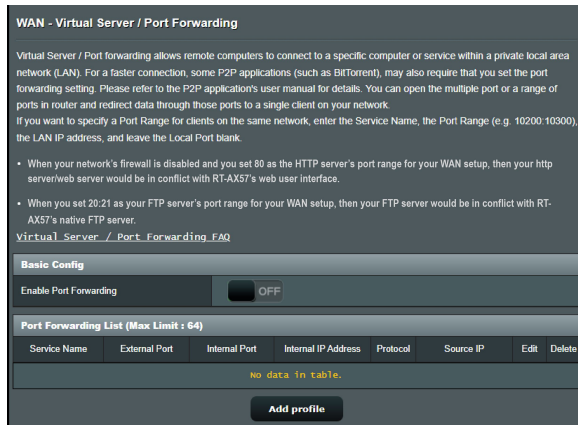 WAN - Virtual Server / Port Forwarding
Virtual Server / Port forwarding allows remote computers to connect to a specific computer or service within a private local area
network (LAN). For a faster connection, some P2P applications (such as BitTorrent), may also require that you set the port
forwarding setting. Please refer to the P2P application's user manual for details. You can open the multiple port or a range of
ports in router and redirect data through those ports to a single client on your network.
If you want to specify a Port Range for clients on the same network, enter the Service Name, the Port Range (e.g. 10200:10300),
the LAN IP address, and leave the Local Port blank.
• When your network's firewall is disabled and you set 80 as the HTTP server's port range for your WAN setup, then your http
server/web server would be in conflict with RT-AX57's web user interface.
• When you set 20:21 as your FTP server's port range for your WAN setup, then your FTP server would be in conflict with RT-
AX57's native FTP server.
Virtual Server / Port Forwarding FAQ
Basic Config
Enable Port Forwarding OFF
Port Forwarding List (Max Limit : 64)
Service Name External Port Internal Port Internal IP Address Protocol Source IP Edit Delete
No data in table.
Add profile